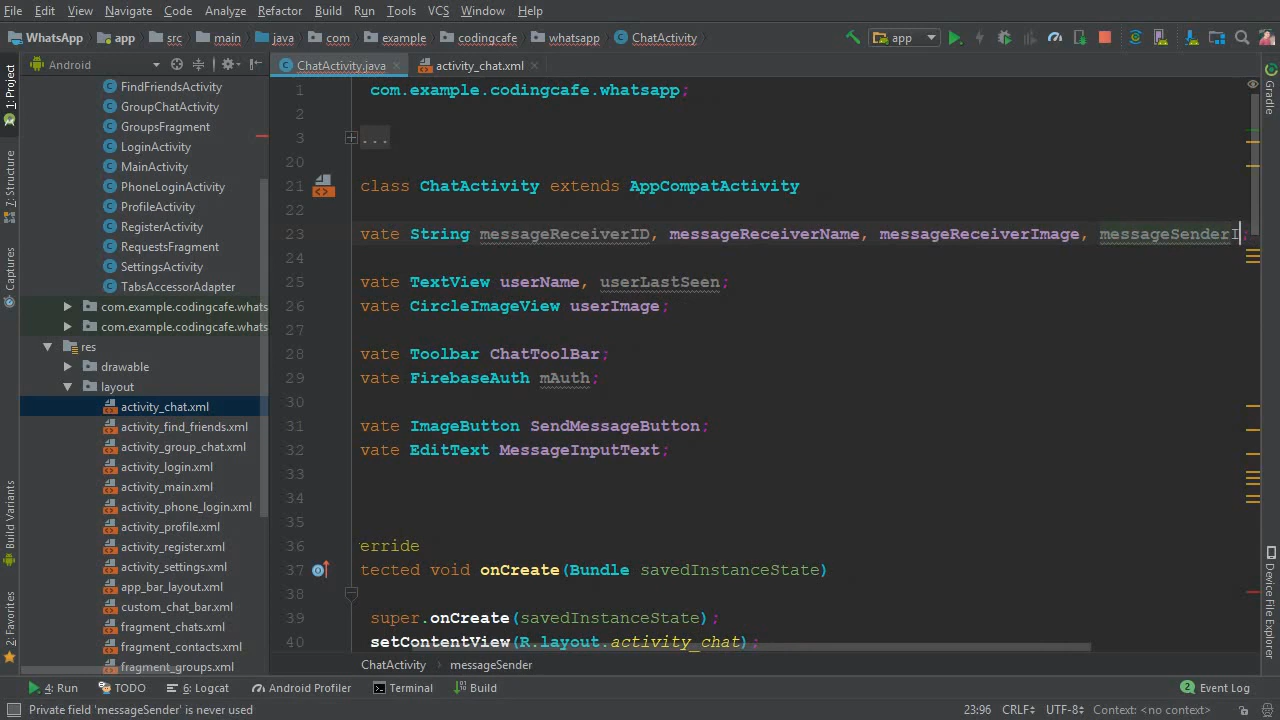 File Edit View Navigate Code Analyze Refactor Build Run Tools VCS Window Help
WhatsApp app src main java com example codingcafe whatsapp ChatActivity app
Android ChatActivity.java activity_chat.xml
1: Project
7: Structure
Captures
Build Variants
2: Favorites
FindFriendsActivity
GroupChatActivity
GroupsFragment
LoginActivity
MainActivity
PhoneLoginActivity
ProfileActivity
RegisterActivity
RequestsFragment
SettingsActivity
TabsAccessorAdapter
com.example.codingcafe.whats
com.example.codingcafe.whats
res
drawable
layout
activity_chat.xml
activity_find_friends.xml
activity_group_chat.xml
activity_login.xml
activity_main.xml
activity_phone_login.xml
activity_profile.xml
activity_register.xml
activity_settings.xml
app_bar_layout.xml
custom_chat_bar.xml
fragment_chats.xml
fragment_contacts.xml
fragment_groups.xml
1 com.example.codingcafe.whatsapp;
2
3 ...
20
21 class ChatActivity extends AppCompatActivity
22
23 vate String messageReceiverID, messageReceiverName, messageReceiverImage, messageSenderI;
24
25 vate TextView userName, userLastSeen;
26 vate CircleImageView userImage;
27
28 vate Toolbar ChatToolBar;
29 vate FirebaseAuth mAuth;
30
31 vate ImageButton SendMessageButton;
32 vate EditText MessageInputText;
33
34
35
36 erride
37 tected void onCreate(Bundle savedInstanceState)
38
39 super.onCreate(savedInstanceState);
40 setContentView(R.layout.activity_chat);
ChatActivity messageSender
Gradle
Device File Explorer
4: Run TODO 6: Logcat Android Profiler Terminal Build 2 Event Log
Private field 'messageSender' is never used 23:96 CRLF UTF-8 Context: <no context>